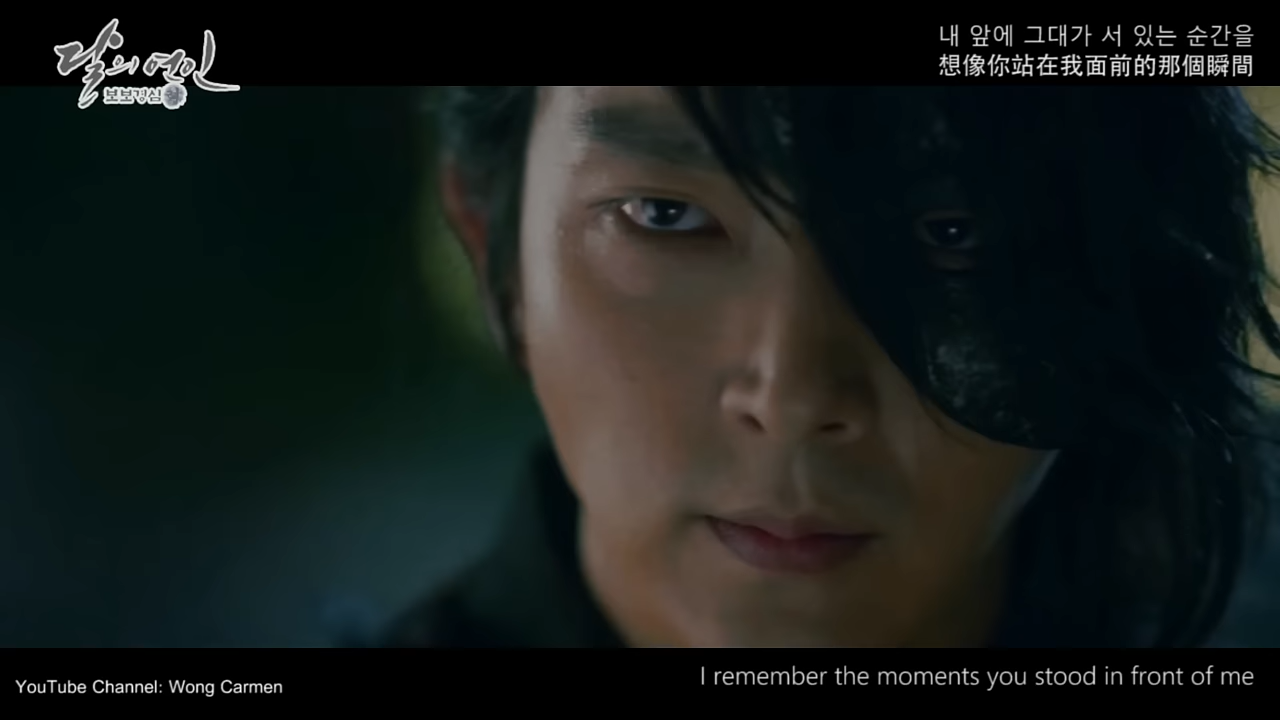 달의 연인
보보경심
내 앞에 그대가 서 있는 순간을
想像你站在我面前的那個瞬間
I remember the moments you stood in front of me
YouTube Channel: Wong Carmen